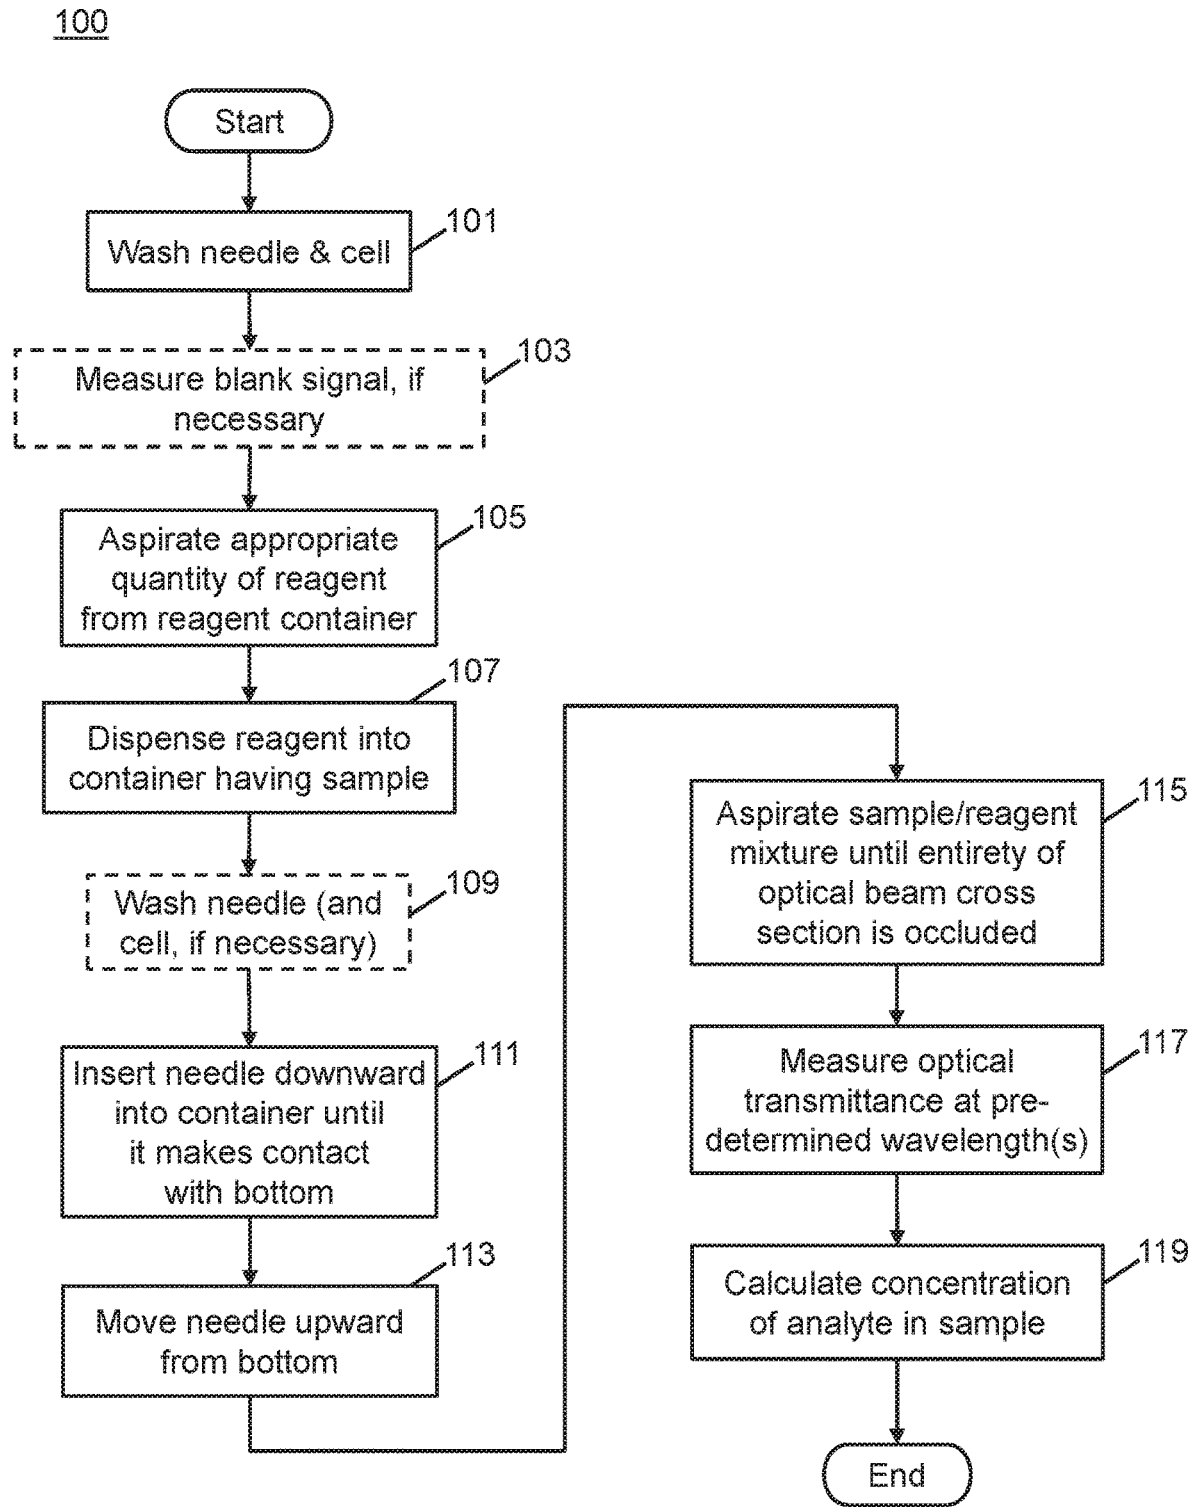 100
Start
101
Wash needle & cell
103
Measure blank signal, if
necessary
105
Aspirate appropriate
quantity of reagent
from reagent container
107
Dispense reagent into
container having sample
109
Wash needle (and
cell, if necessary)
111
Insert needle downward
into container until
it makes contact
with bottom
113
Move needle upward
from bottom
115
Aspirate sample/reagent
mixture until entirety of
optical beam cross
section is occluded
117
Measure optical
transmittance at pre-
determined wavelength(s)
119
Calculate concentration
of analyte in sample
End